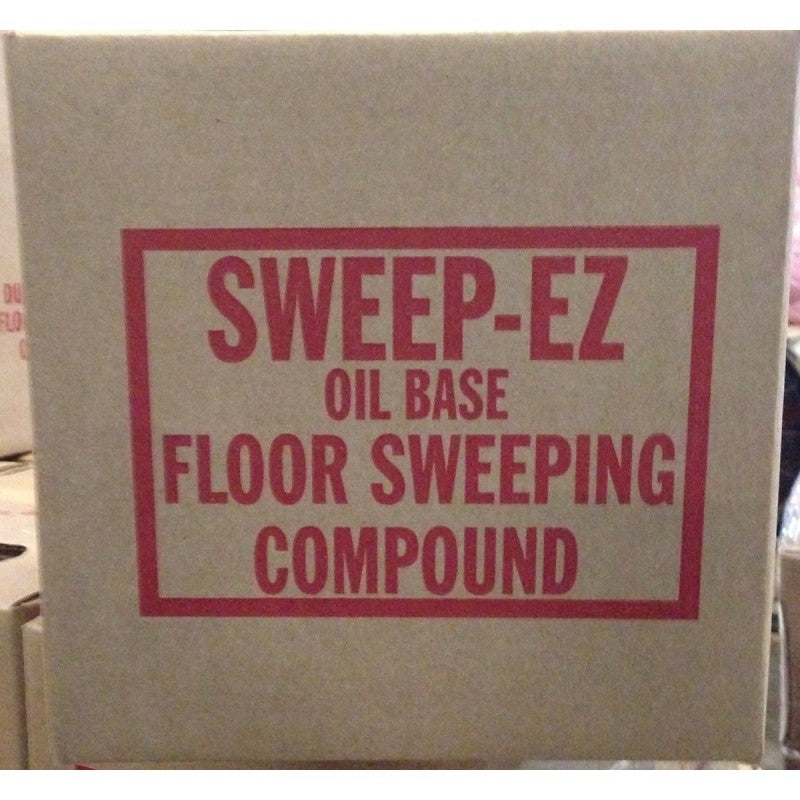 SWEEP-EZ
OIL BASE
FLOOR SWEEPING
COMPOUND